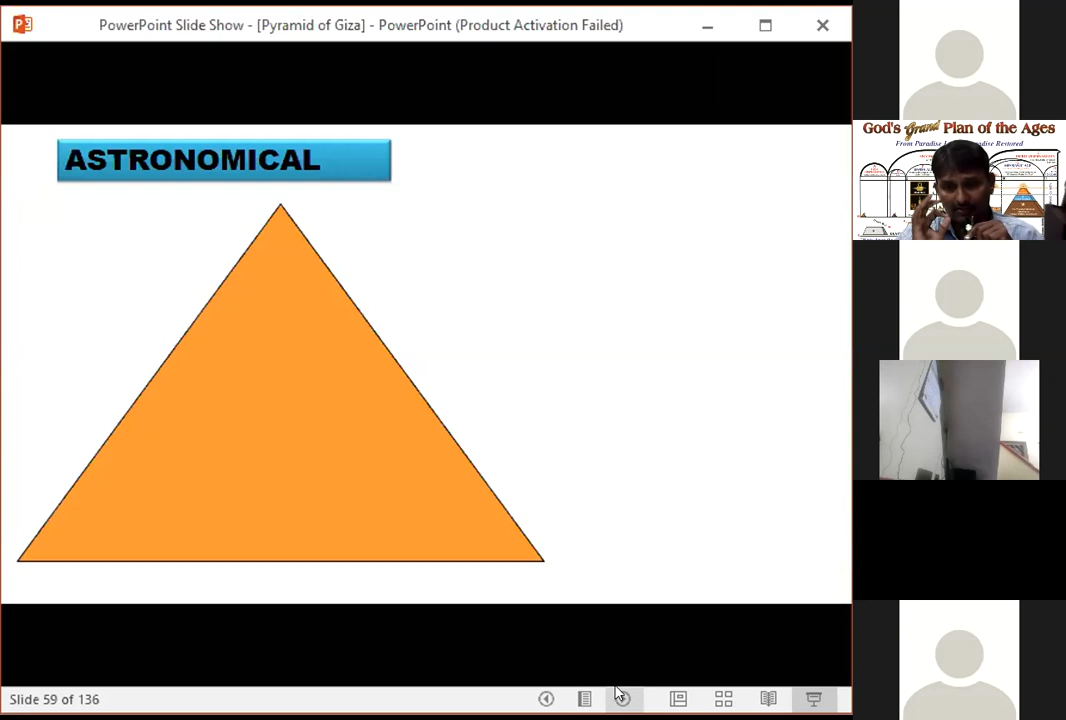 PowerPoint Slide Show - [Pyramid of Giza] - PowerPoint (Product Activation Failed)
ASTRONOMICAL
God's Grand Plan of the Ages
Slide 59 of 136